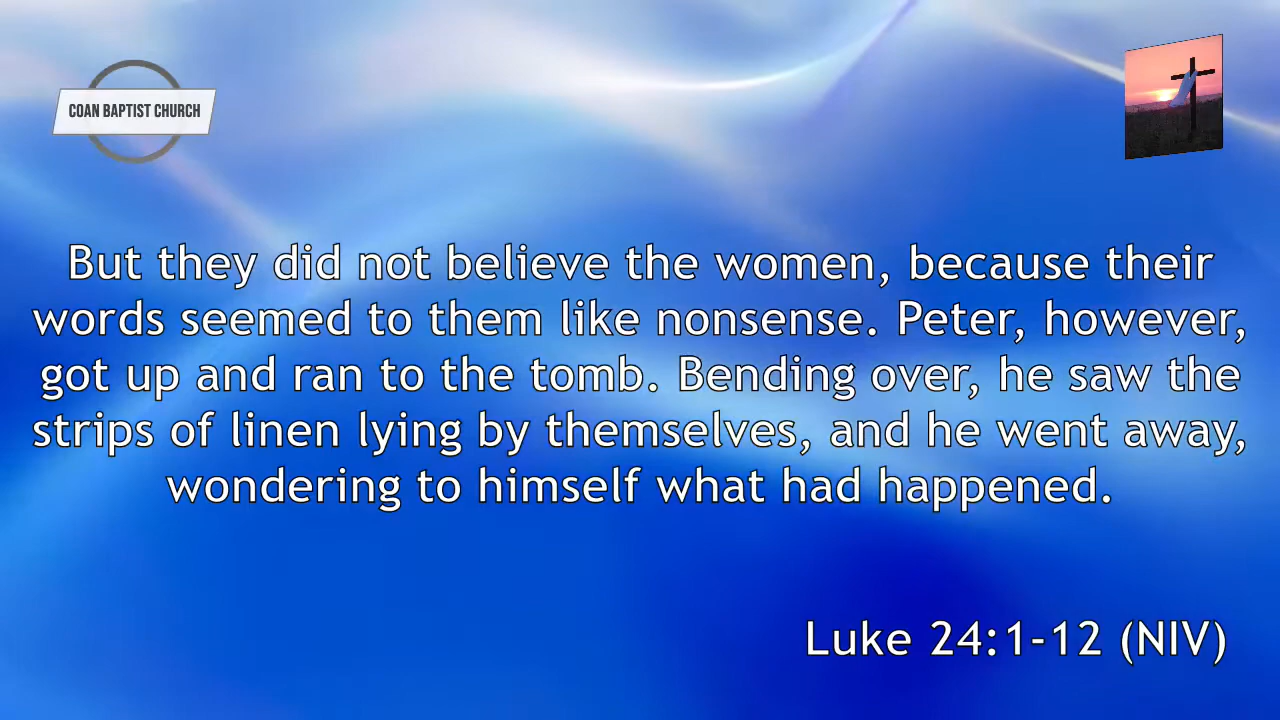 COAN BAPTIST CHURCH
But they did not believe the women, because their
words seemed to them like nonsense. Peter, however,
got up and ran to the tomb. Bending over, he saw the
strips of linen lying by themselves, and he went away,
wondering to himself what had happened.
Luke 24:1-12 (NIV)